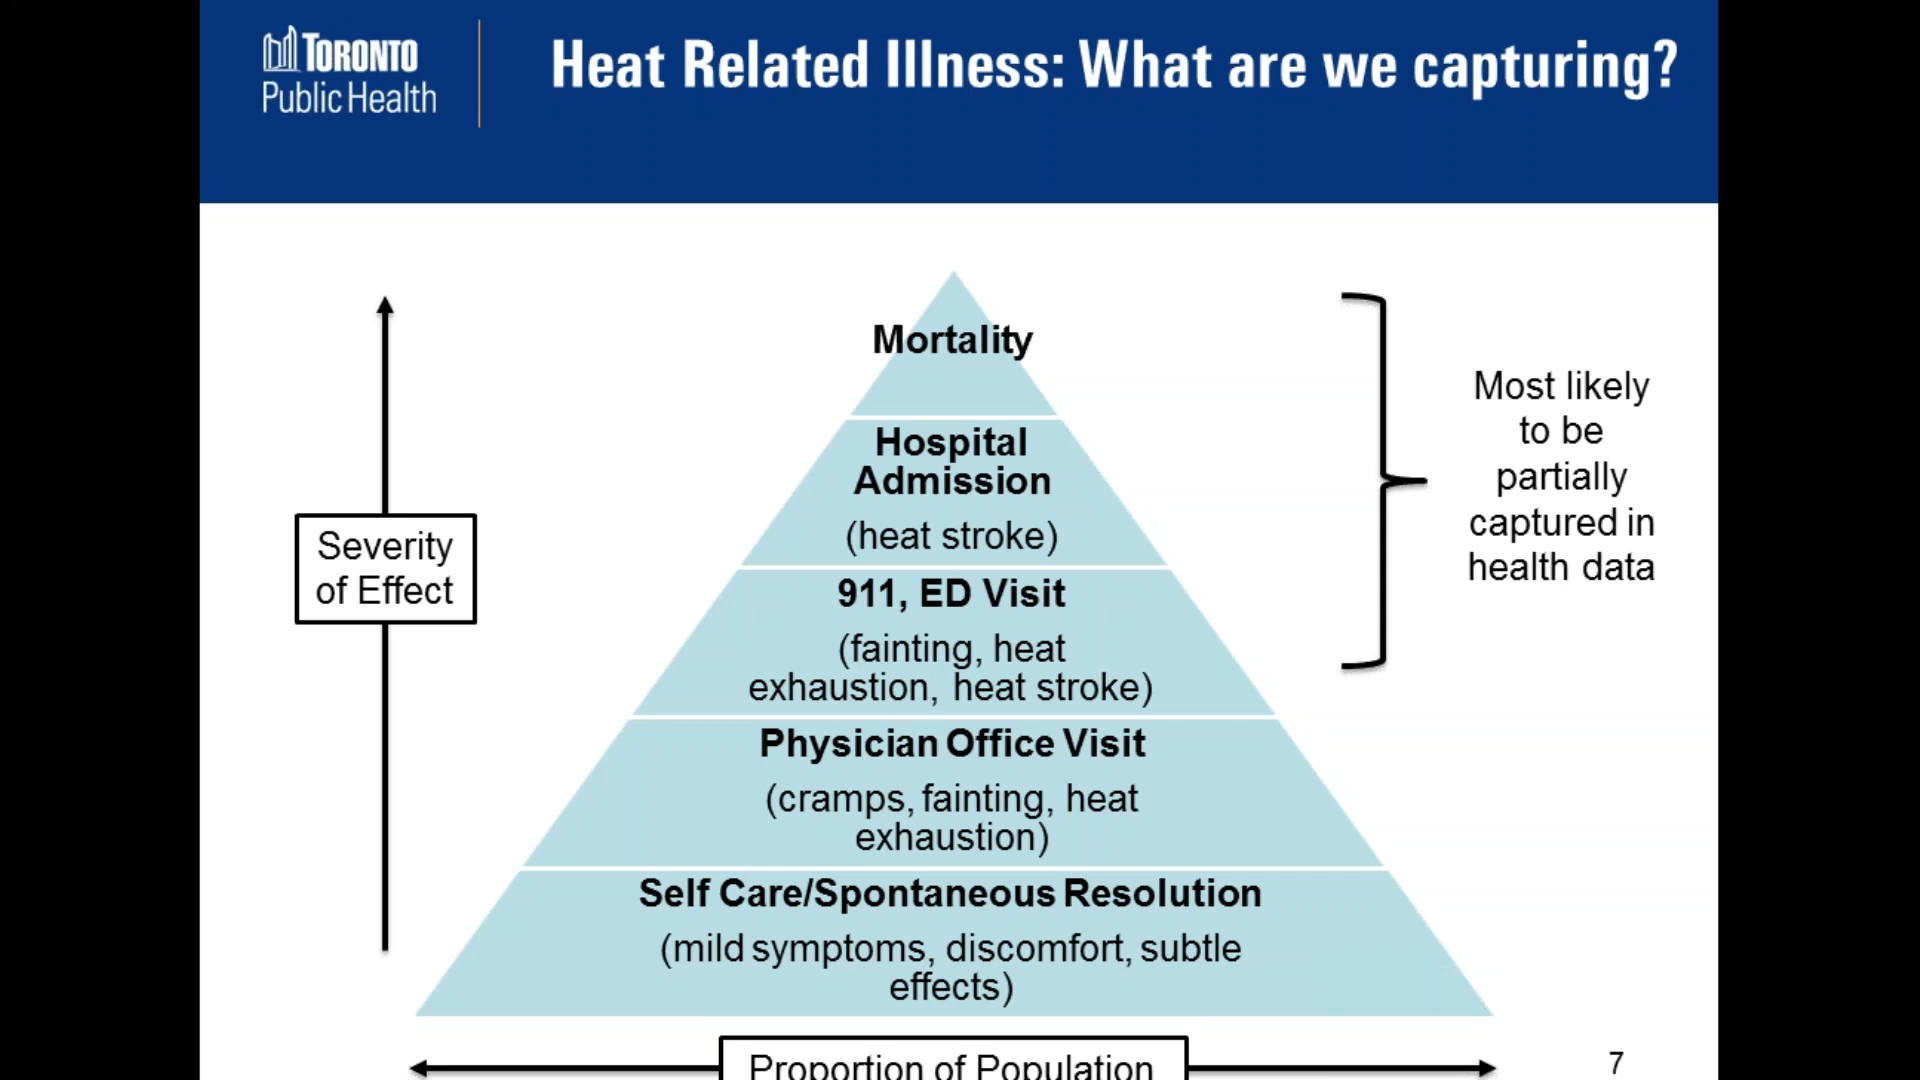 TORONTO
Public Health
Heat Related Illness: What are we capturing?
Mortality
Hospital
Admission
(heat stroke)
911, ED Visit
(fainting, heat
exhaustion, heat stroke)
Physician Office Visit
(cramps, fainting, heat
exhaustion)
Self Care/Spontaneous Resolution
(mild symptoms, discomfort, subtle
effects)
Severity
of Effect
Most likely
to be
partially
captured in
health data
Proportion of Population
7